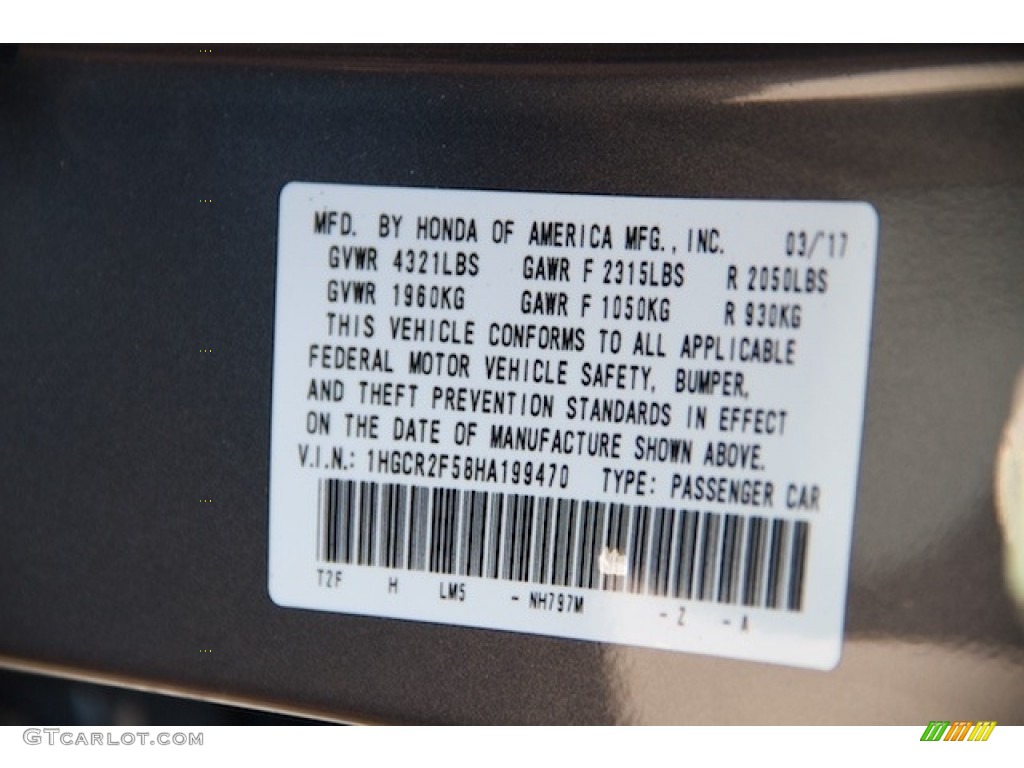 MFD. BY HONDA OF AMERICA MFG., INC. 03/'17
GVWR 4321LBS GAWR F 2315LBS R 2050LBS
GVWR 1960KG GAWR F 1050KG R 930KG
THIS VEHICLE CONFORMS TO ALL APPLICABLE
FEDERAL MOTOR VEHICLE SAFETY, BUMPER,
AND THEFT PREVENTION STANDARDS IN EFFECT
ON THE DATE OF MANUFACTURE SHOWN ABOVE.
V.I.N.: 1HGCR2F58HA199470 TYPE: PASSENGER CAR
T2F H LM5 - NH797M - Z - A
GTCARLOT.COM